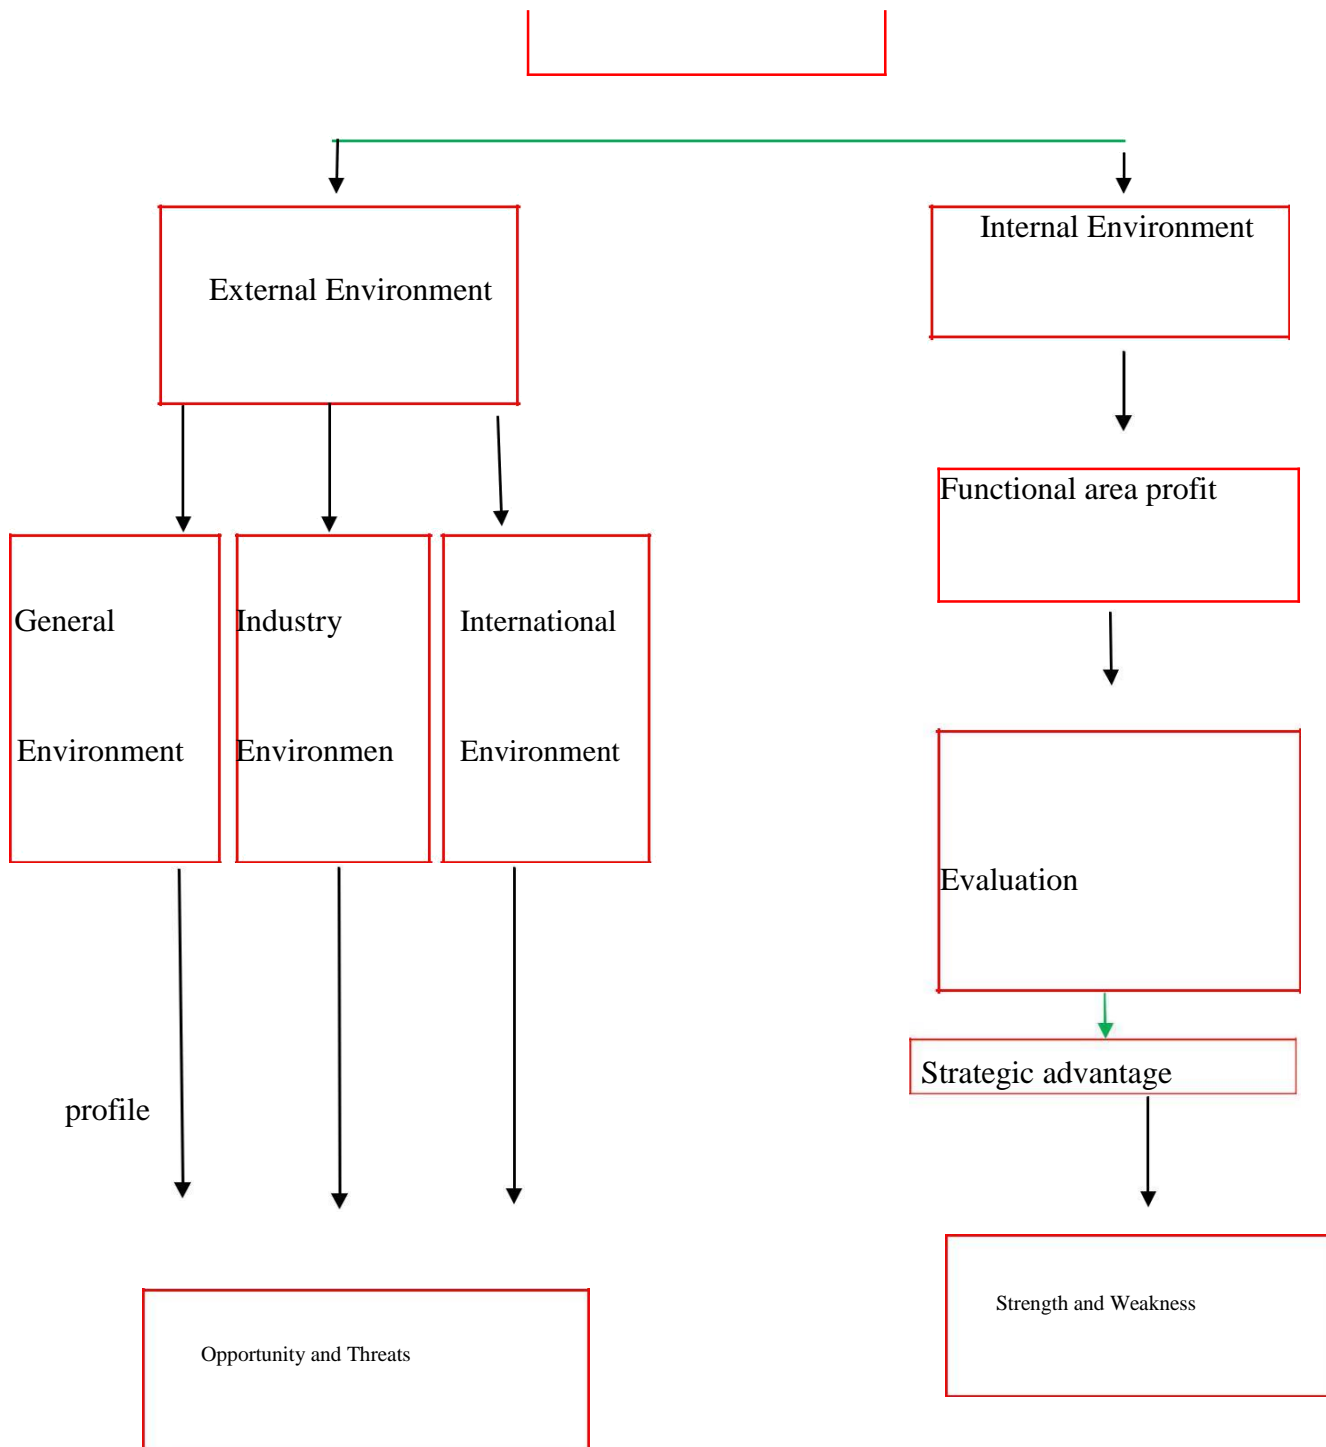 Internal Environment
External Environment
Functional area profit
General
Industry
International
Environment
Environmen
Environment
Evaluation
Strategic advantage
profile
Strength and Weakness
Opportunity and Threats